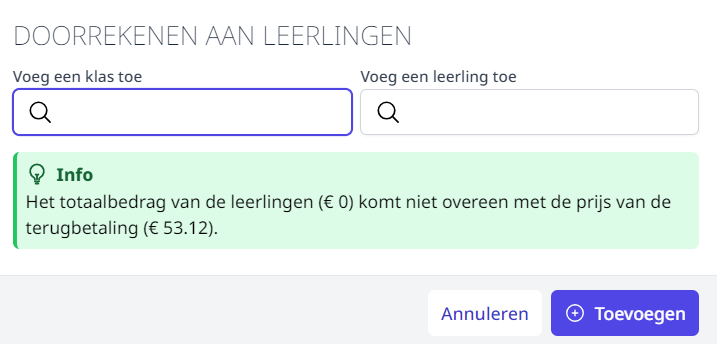 DOORREKENEN AAN LEERLINGEN
Voeg een klas toe
Voeg een leerling toe
Info
Het totaalbedrag van de leerlingen (€ 0) komt niet overeen met de prijs van de
terugbetaling (€ 53.12).
Annuleren
Toevoegen